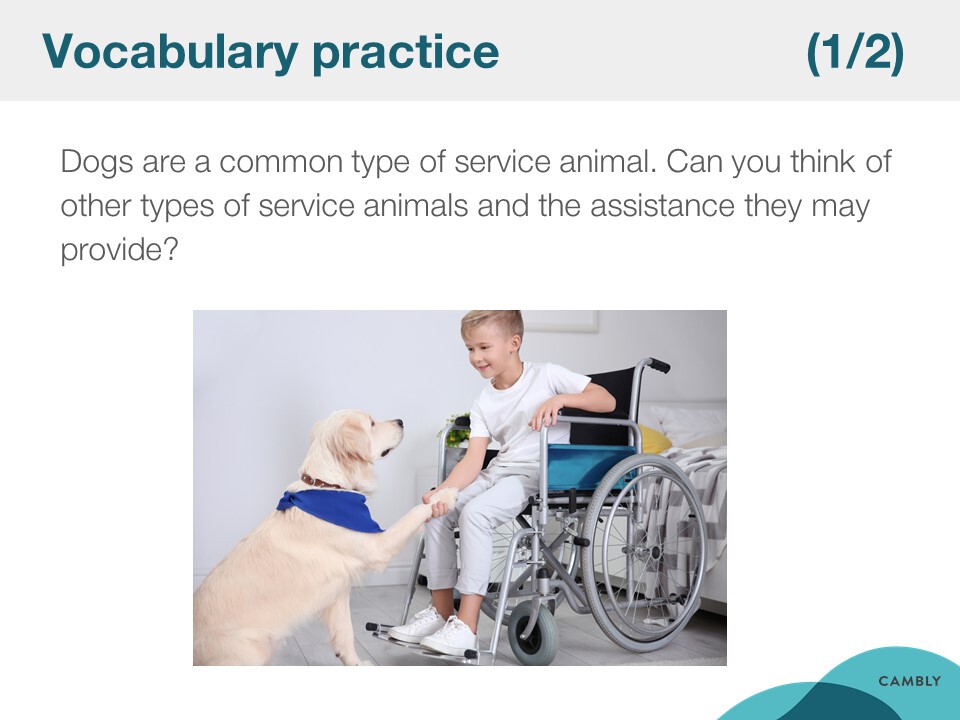 Vocabulary practice (1/2)
Dogs are a common type of service animal. Can you think of
other types of service animals and the assistance they may
provide?
CAMBLY